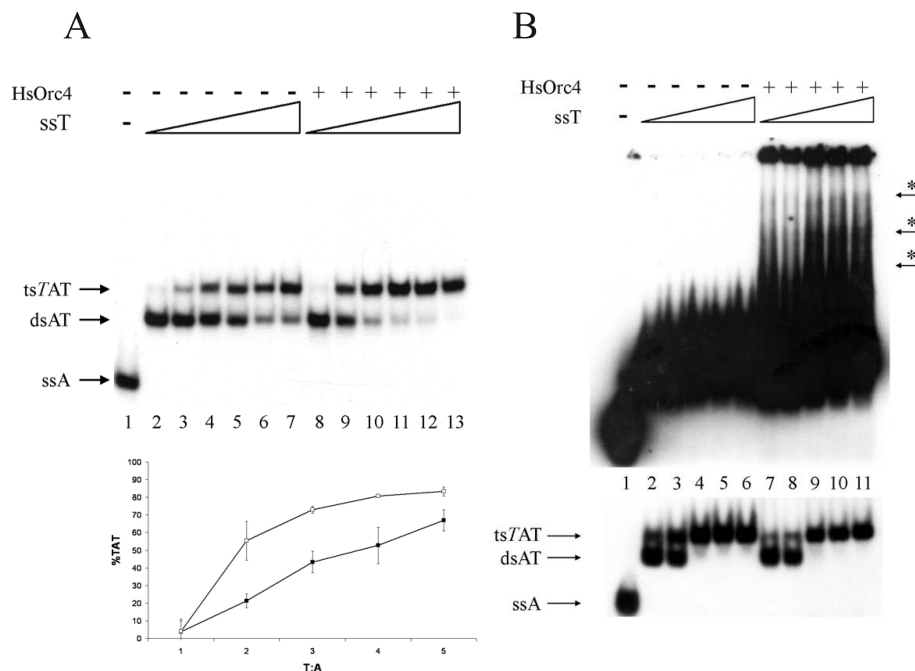 A
HsOrc4 - - - - - - - + + + + + +
ssT -
tsTAT
dsAT
ssA
1 2 3 4 5 6 7 8 9 10 11 12 13
%TAT
100
90
80
70
60
50
40
30
20
10
0
1 2 3 4 5
T:A
B
HsOrc4 - - - - - - + + + + +
ssT -
*
*
*
1 2 3 4 5 6 7 8 9 10 11
tsTAT
dsAT
ssA